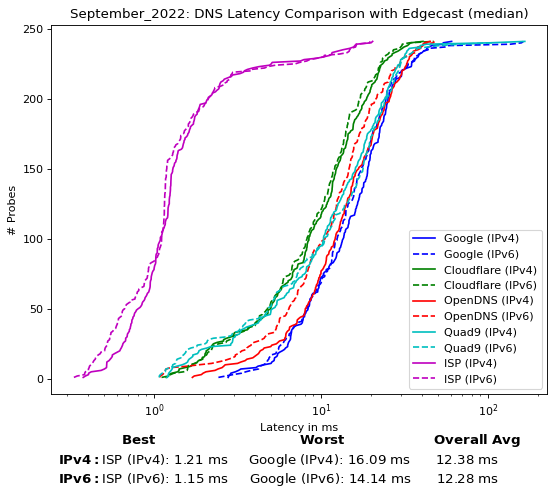 September_2022: DNS Latency Comparison with Edgecast (median)
250
200
150
100
50
0
# Probes
10⁰
10¹
10²
Latency in ms
Google (IPv4)
Google (IPv6)
Cloudflare (IPv4)
Cloudflare (IPv6)
OpenDNS (IPv4)
OpenDNS (IPv6)
Quad9 (IPv4)
Quad9 (IPv6)
ISP (IPv4)
ISP (IPv6)
Best Worst Overall Avg
IPv4: ISP (IPv4): 1.21 ms Google (IPv4): 16.09 ms 12.38 ms
IPv6: ISP (IPv6): 1.15 ms Google (IPv6): 14.14 ms 12.28 ms